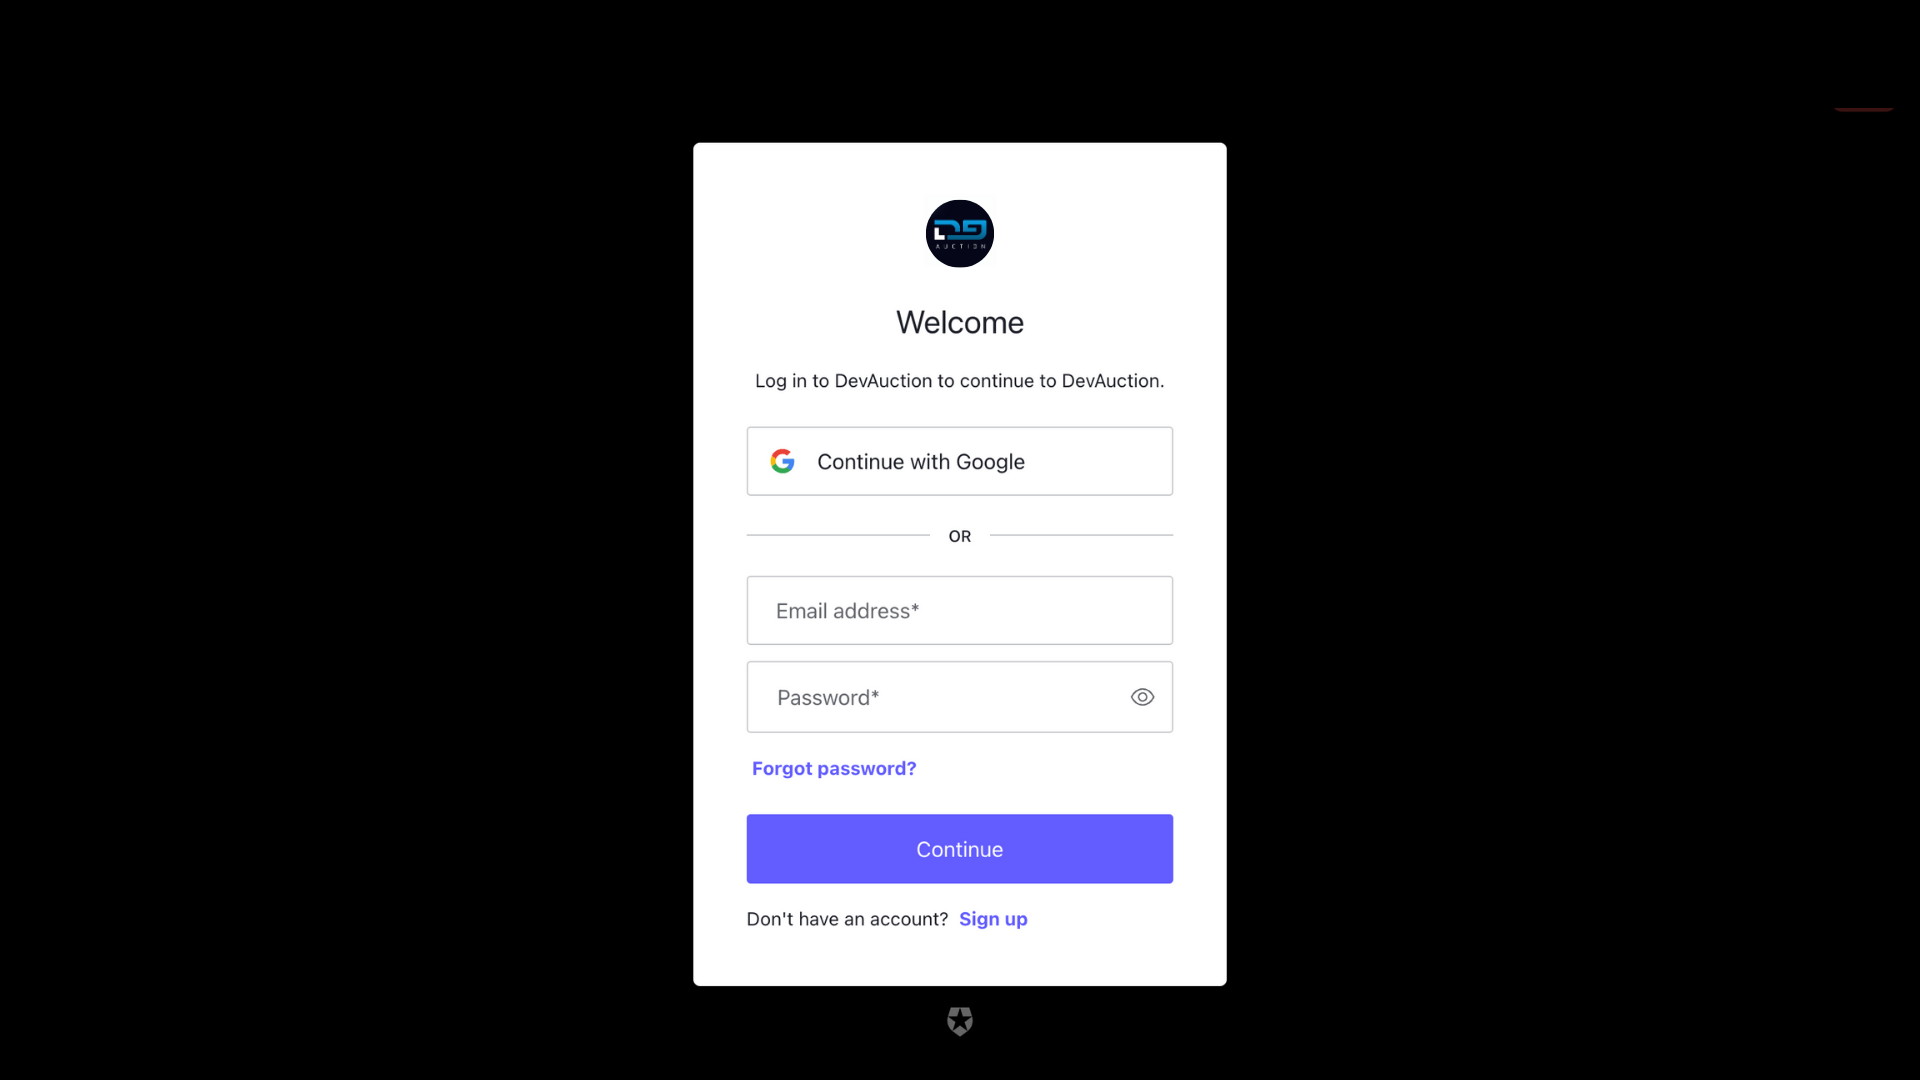 AUCTION
Welcome
Log in to DevAuction to continue to DevAuction.
Continue with Google
OR
Email address*
Password*
Forgot password?
Continue
Don't have an account? Sign up